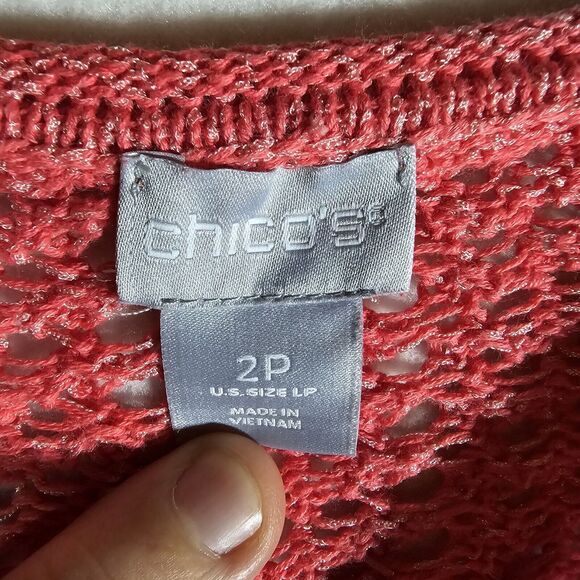 chico's
2P
U.S. SIZE LP
MADE IN
VIETNAM